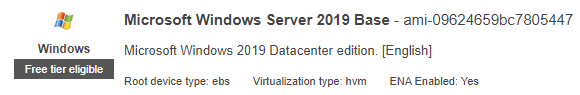 Microsoft Windows Server 2019 Base - ami-09624659bc7805447
Windows
Microsoft Windows 2019 Datacenter edition. [English]
Free tier eligible
Root device type: ebs Virtualization type: hvm ENA Enabled: Yes